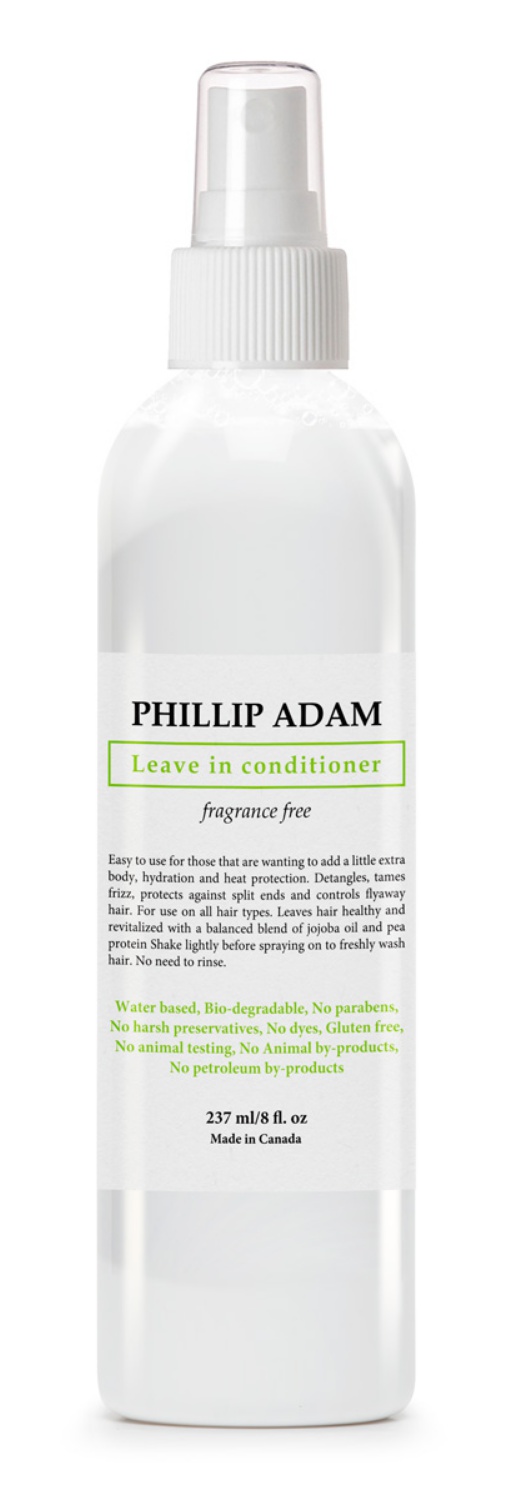 PHILLIP ADAM
Leave in conditioner
fragrance free
Easy to use for those that are wanting to add a little extra
body, hydration and heat protection. Detangles, tames
frizz, protects against split ends and controls flyaway
hair. For use on all hair types. Leaves hair healthy and
revitalized with a balanced blend of jojoba oil and pea
protein Shake lightly before spraying on to freshly wash
hair. No need to rinse.
Water based, Bio-degradable, No parabens,
No harsh preservatives, No dyes, Gluten free,
No animal testing, No Animal by-products,
No petroleum by-products
237 ml/8 fl. oz
Made in Canada